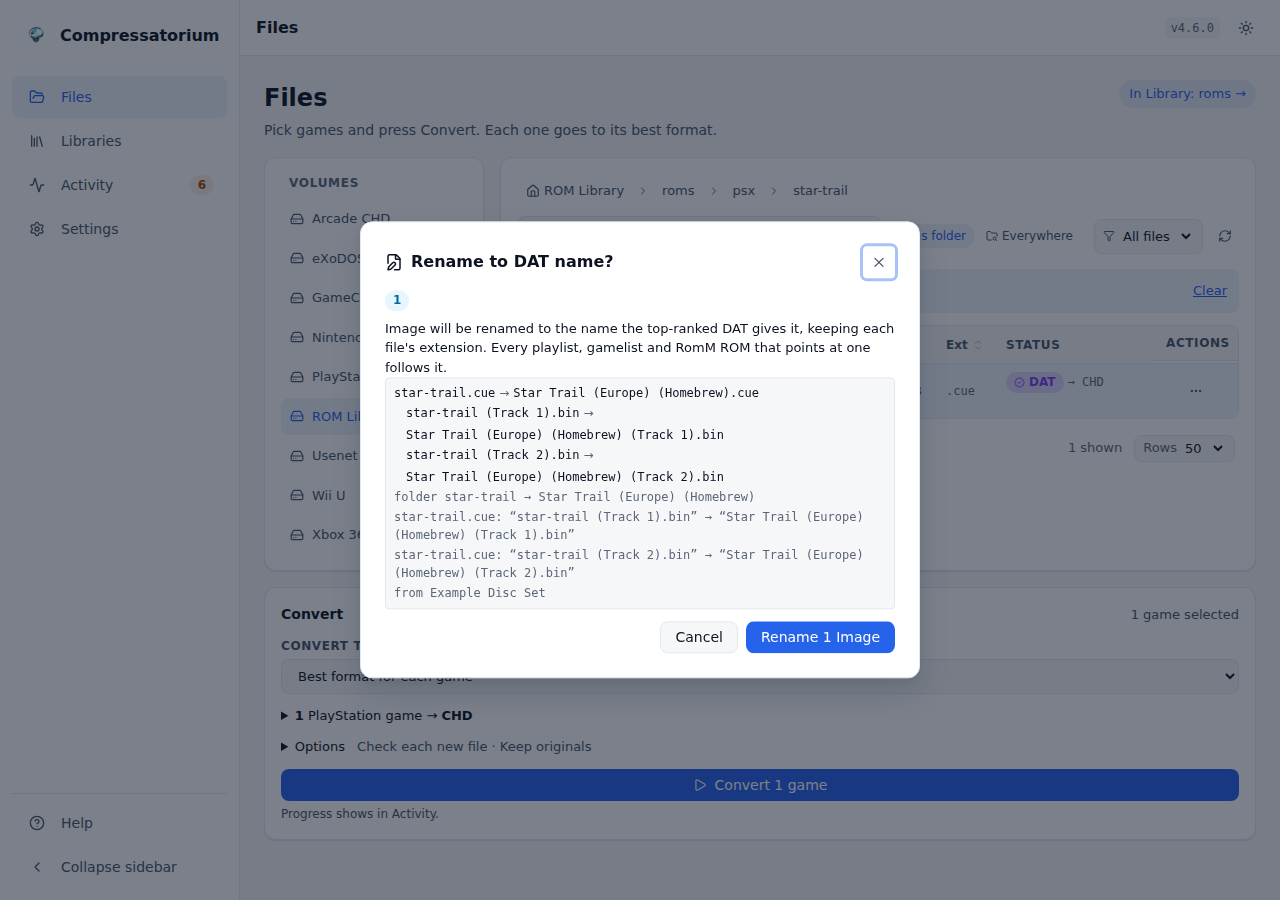 Compressatorium
Files
Libraries
Activity
6
Settings
Help
Collapse sidebar
Files
v4.6.0
Files
In Library: roms →
Pick games and press Convert. Each one goes to its best format.
VOLUMES
Arcade CHD
eXoDOS
GameC
Nintend
PlaySta
ROM Lib
Usenet
Wii U
Xbox 36
ROM Library
roms
psx
star-trail
s folder
Everywhere
All files
Clear
Ext
STATUS
ACTIONS
.cue
DAT → CHD
1 shown
Rows 50
Rename to DAT name?
1
Image will be renamed to the name the top-ranked DAT gives it, keeping each
file's extension. Every playlist, gamelist and RomM ROM that points at one
follows it.
star-trail.cue → Star Trail (Europe) (Homebrew).cue
star-trail (Track 1).bin →
Star Trail (Europe) (Homebrew) (Track 1).bin
star-trail (Track 2).bin →
Star Trail (Europe) (Homebrew) (Track 2).bin
folder star-trail → Star Trail (Europe) (Homebrew)
star-trail.cue: “star-trail (Track 1).bin” → “Star Trail (Europe)
(Homebrew) (Track 1).bin”
star-trail.cue: “star-trail (Track 2).bin” → “Star Trail (Europe)
(Homebrew) (Track 2).bin”
from Example Disc Set
Cancel
Rename 1 Image
Convert
1 game selected
CONVERT T
Best format for each game
1 PlayStation game → CHD
Options Check each new file · Keep originals
Convert 1 game
Progress shows in Activity.